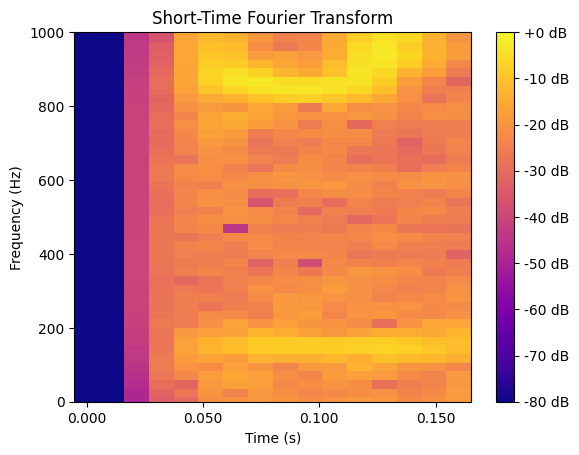 Short-Time Fourier Transform
Frequency (Hz)
1000
800
600
400
200
0
0.000
0.050
0.100
0.150
Time (s)
+0 dB
-10 dB
-20 dB
-30 dB
-40 dB
-50 dB
-60 dB
-70 dB
-80 dB